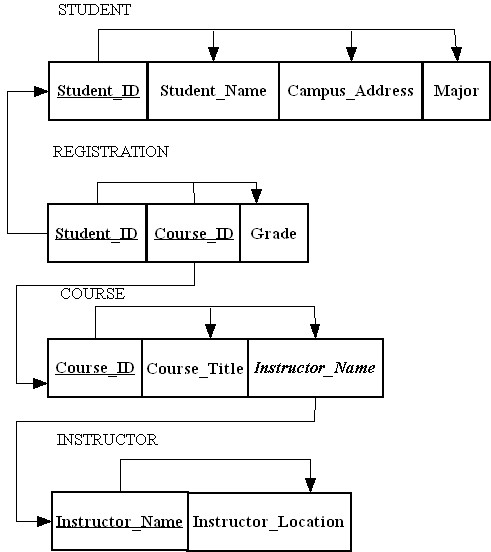 STUDENT
Student_ID Student_Name Campus_Address Major
REGISTRATION
Student_ID Course_ID Grade
COURSE
Course_ID Course_Title Instructor_Name
INSTRUCTOR
Instructor_Name Instructor_Location